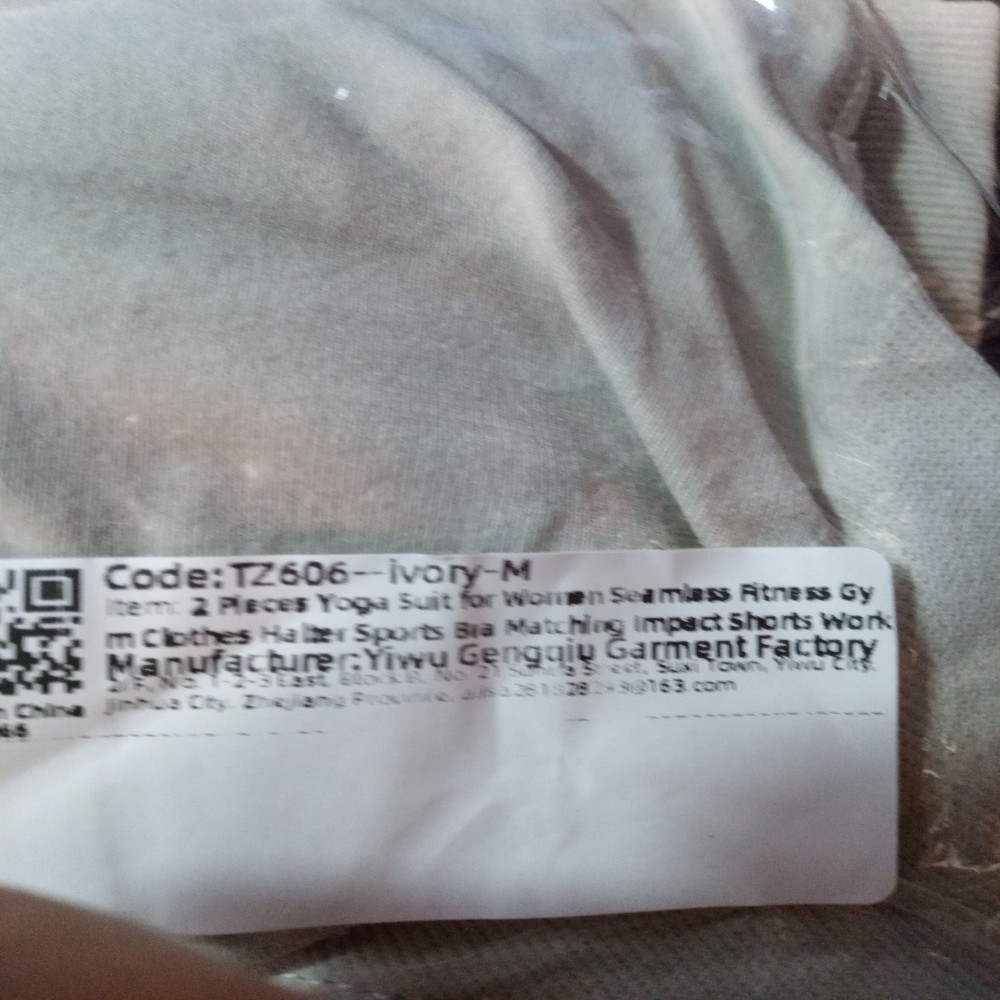 Code:TZ606--ivory-M
Item: 2 Pieces Yoga Suit for Women Seamless Fitness Gy
m Clothes Halter Sports Bra Matching Impact Shorts Work
Manufacturer:Yiwu Gengqiu Garment Factory
East, Block B, No Street, Suxi Town, Yiwu City,
Jinhua City, Zhejiang Province, @163.com
China